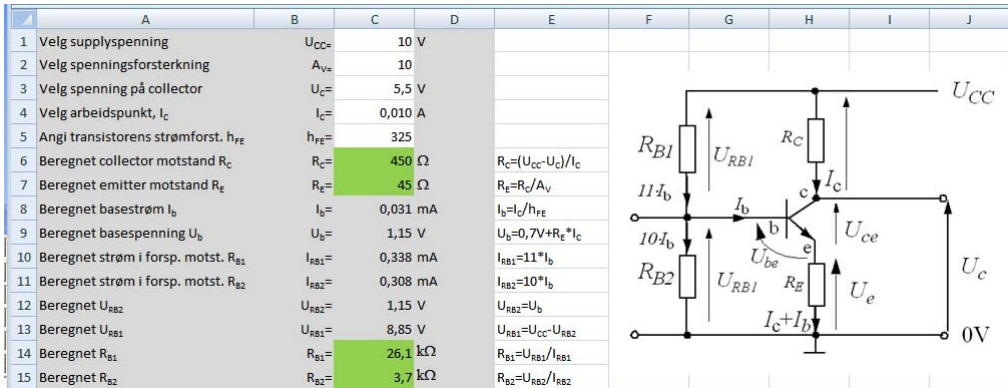 A B C D E F G H I J
1 Velg supplyspenning U_CC= 10 V
2 Velg spenningsforsterkning A_V= 10
3 Velg spenning på collector U_C= 5,5 V
4 Velg arbeidspunkt, I_C I_C= 0,010 A
5 Angi transistorens strømforst. h_FE h_FE= 325
6 Beregnet collector motstand R_C R_C= 450 Ω R_C=(U_CC-U_C)/I_C
7 Beregnet emitter motstand R_E R_E= 45 Ω R_E=R_C/A_V
8 Beregnet basestrøm I_b I_b= 0,031 mA I_b=I_C/h_FE
9 Beregnet basespenning U_b U_b= 1,15 V U_b=0,7V+R_E*I_C
10 Beregnet strøm i forsp. motst. R_B1 I_RB1= 0,338 mA I_RB1=11*I_b
11 Beregnet strøm i forsp. motst. R_B2 I_RB2= 0,308 mA I_RB2=10*I_b
12 Beregnet U_RB2 U_RB2= 1,15 V U_RB2=U_b
13 Beregnet U_RB1 U_RB1= 8,85 V U_RB1=U_CC-U_RB2
14 Beregnet R_B1 R_B1= 26,1 kΩ R_B1=U_RB1/I_RB1
15 Beregnet R_B2 R_B2= 3,7 kΩ R_B2=U_RB2/I_RB2
U_CC
R_B1 U_RB1 R_C
11·I_b I_c
I_b c
b U_ce
10·I_b e
U_be U_c
R_B2 U_RB1 R_E U_e
I_c+I_b
0V